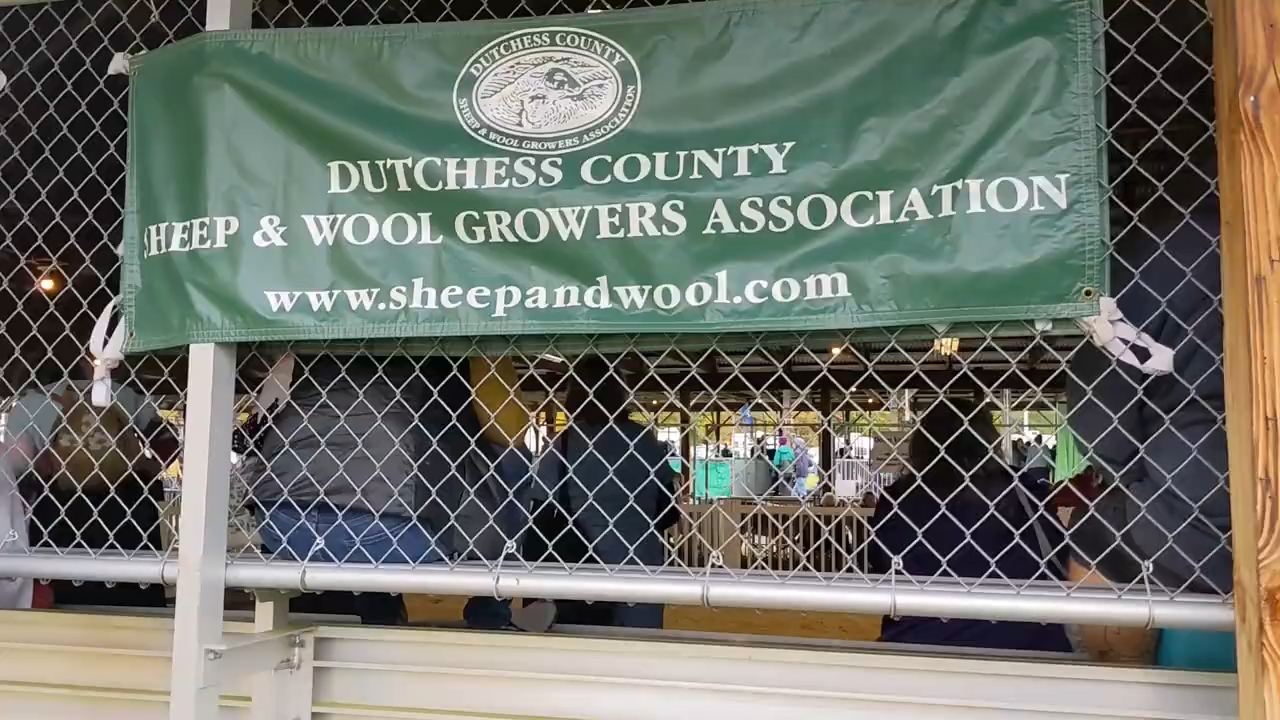 DUTCHESS COUNTY
SHEEP & WOOL GROWERS ASSOCIATION
DUTCHESS COUNTY
SHEEP & WOOL GROWERS ASSOCIATION
www.sheepandwool.com